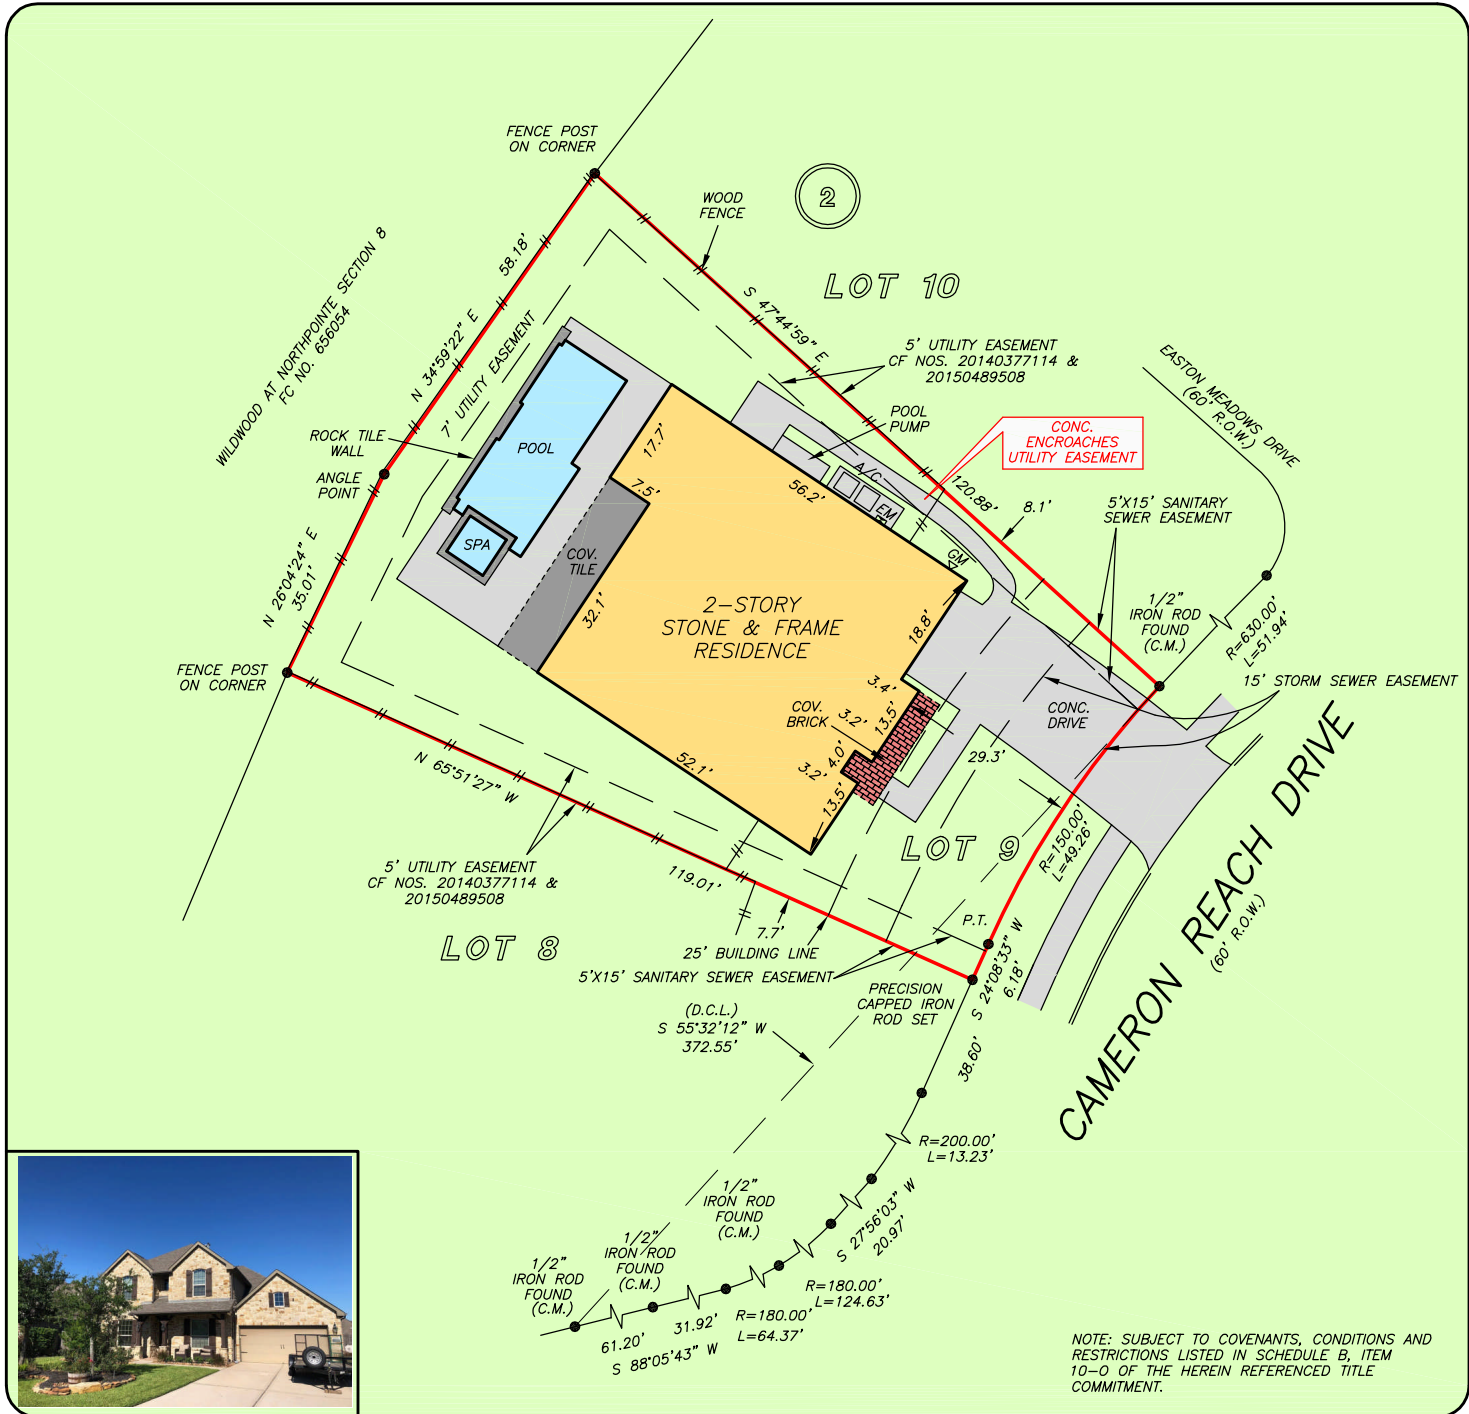 FENCE POST
ON CORNER
2
WOOD
FENCE
LOT 10
58.18'
S 47°44'59" E
WILDWOOD AT NORTHPOINTE SECTION 8
FC NO. 656054
N 34°59'22" E
7' UTILITY EASEMENT
5' UTILITY EASEMENT
CF NOS. 20140377114 &
20150489508
EASTON MEADOWS DRIVE
(60' R.O.W.)
ROCK TILE
WALL
ANGLE
POINT
POOL
17.7'
7.5'
56.2'
POOL
PUMP
A/C
EM
GM
CONC.
ENCROACHES
UTILITY EASEMENT
120.88'
8.1'
5'X15' SANITARY
SEWER EASEMENT
SPA
COV.
TILE
32.1'
N 26°04'24" E
35.01'
2-STORY
STONE & FRAME
RESIDENCE
18.8'
1/2"
IRON ROD
FOUND
(C.M.)
R=630.00'
L=51.94'
FENCE POST
ON CORNER
15' STORM SEWER EASEMENT
3.4'
COV.
BRICK
3.2'
13.5'
4.0'
3.2'
13.5'
CONC.
DRIVE
29.3'
52.1'
N 65°51'27" W
LOT 9
R=150.00'
L=49.26'
5' UTILITY EASEMENT
CF NOS. 20140377114 &
20150489508
119.01'
LOT 8
7.7'
25' BUILDING LINE
5'X15' SANITARY SEWER EASEMENT
P.T.
S 24°08'33" W
6.18'
CAMERON REACH DRIVE
(60' R.O.W.)
PRECISION
CAPPED IRON
ROD SET
(D.C.L.)
S 55°32'12" W
372.55'
38.60'
R=200.00'
L=13.23'
S 27°56'03" W
20.97'
1/2"
IRON ROD
FOUND
(C.M.)
1/2"
IRON ROD
FOUND
(C.M.)
1/2"
IRON ROD
FOUND
(C.M.)
R=180.00'
L=124.63'
R=180.00'
L=64.37'
61.20'
31.92'
S 88°05'43" W
NOTE: SUBJECT TO COVENANTS, CONDITIONS AND
RESTRICTIONS LISTED IN SCHEDULE B, ITEM
10-O OF THE HEREIN REFERENCED TITLE
COMMITMENT.